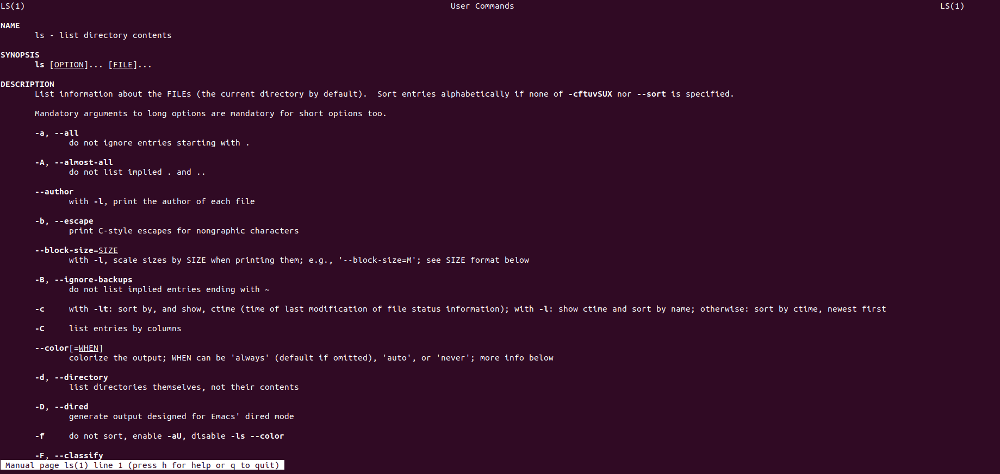 LS(1) User Commands LS(1)
NAME
ls - list directory contents
SYNOPSIS
ls [OPTION]... [FILE]...
DESCRIPTION
List information about the FILEs (the current directory by default).  Sort entries alphabetically if none of -cftuvSUX nor --sort is specified.
Mandatory arguments to long options are mandatory for short options too.
-a, --all
do not ignore entries starting with .
-A, --almost-all
do not list implied . and ..
--author
with -l, print the author of each file
-b, --escape
print C-style escapes for nongraphic characters
--block-size=SIZE
with -l, scale sizes by SIZE when printing them; e.g., '--block-size=M'; see SIZE format below
-B, --ignore-backups
do not list implied entries ending with ~
-c with -lt: sort by, and show, ctime (time of last modification of file status information); with -l: show ctime and sort by name; otherwise: sort by ctime, newest first
-C list entries by columns
--color[=WHEN]
colorize the output; WHEN can be 'always' (default if omitted), 'auto', or 'never'; more info below
-d, --directory
list directories themselves, not their contents
-D, --dired
generate output designed for Emacs' dired mode
-f do not sort, enable -aU, disable -ls --color
-F, --classify
Manual page ls(1) line 1 (press h for help or q to quit)